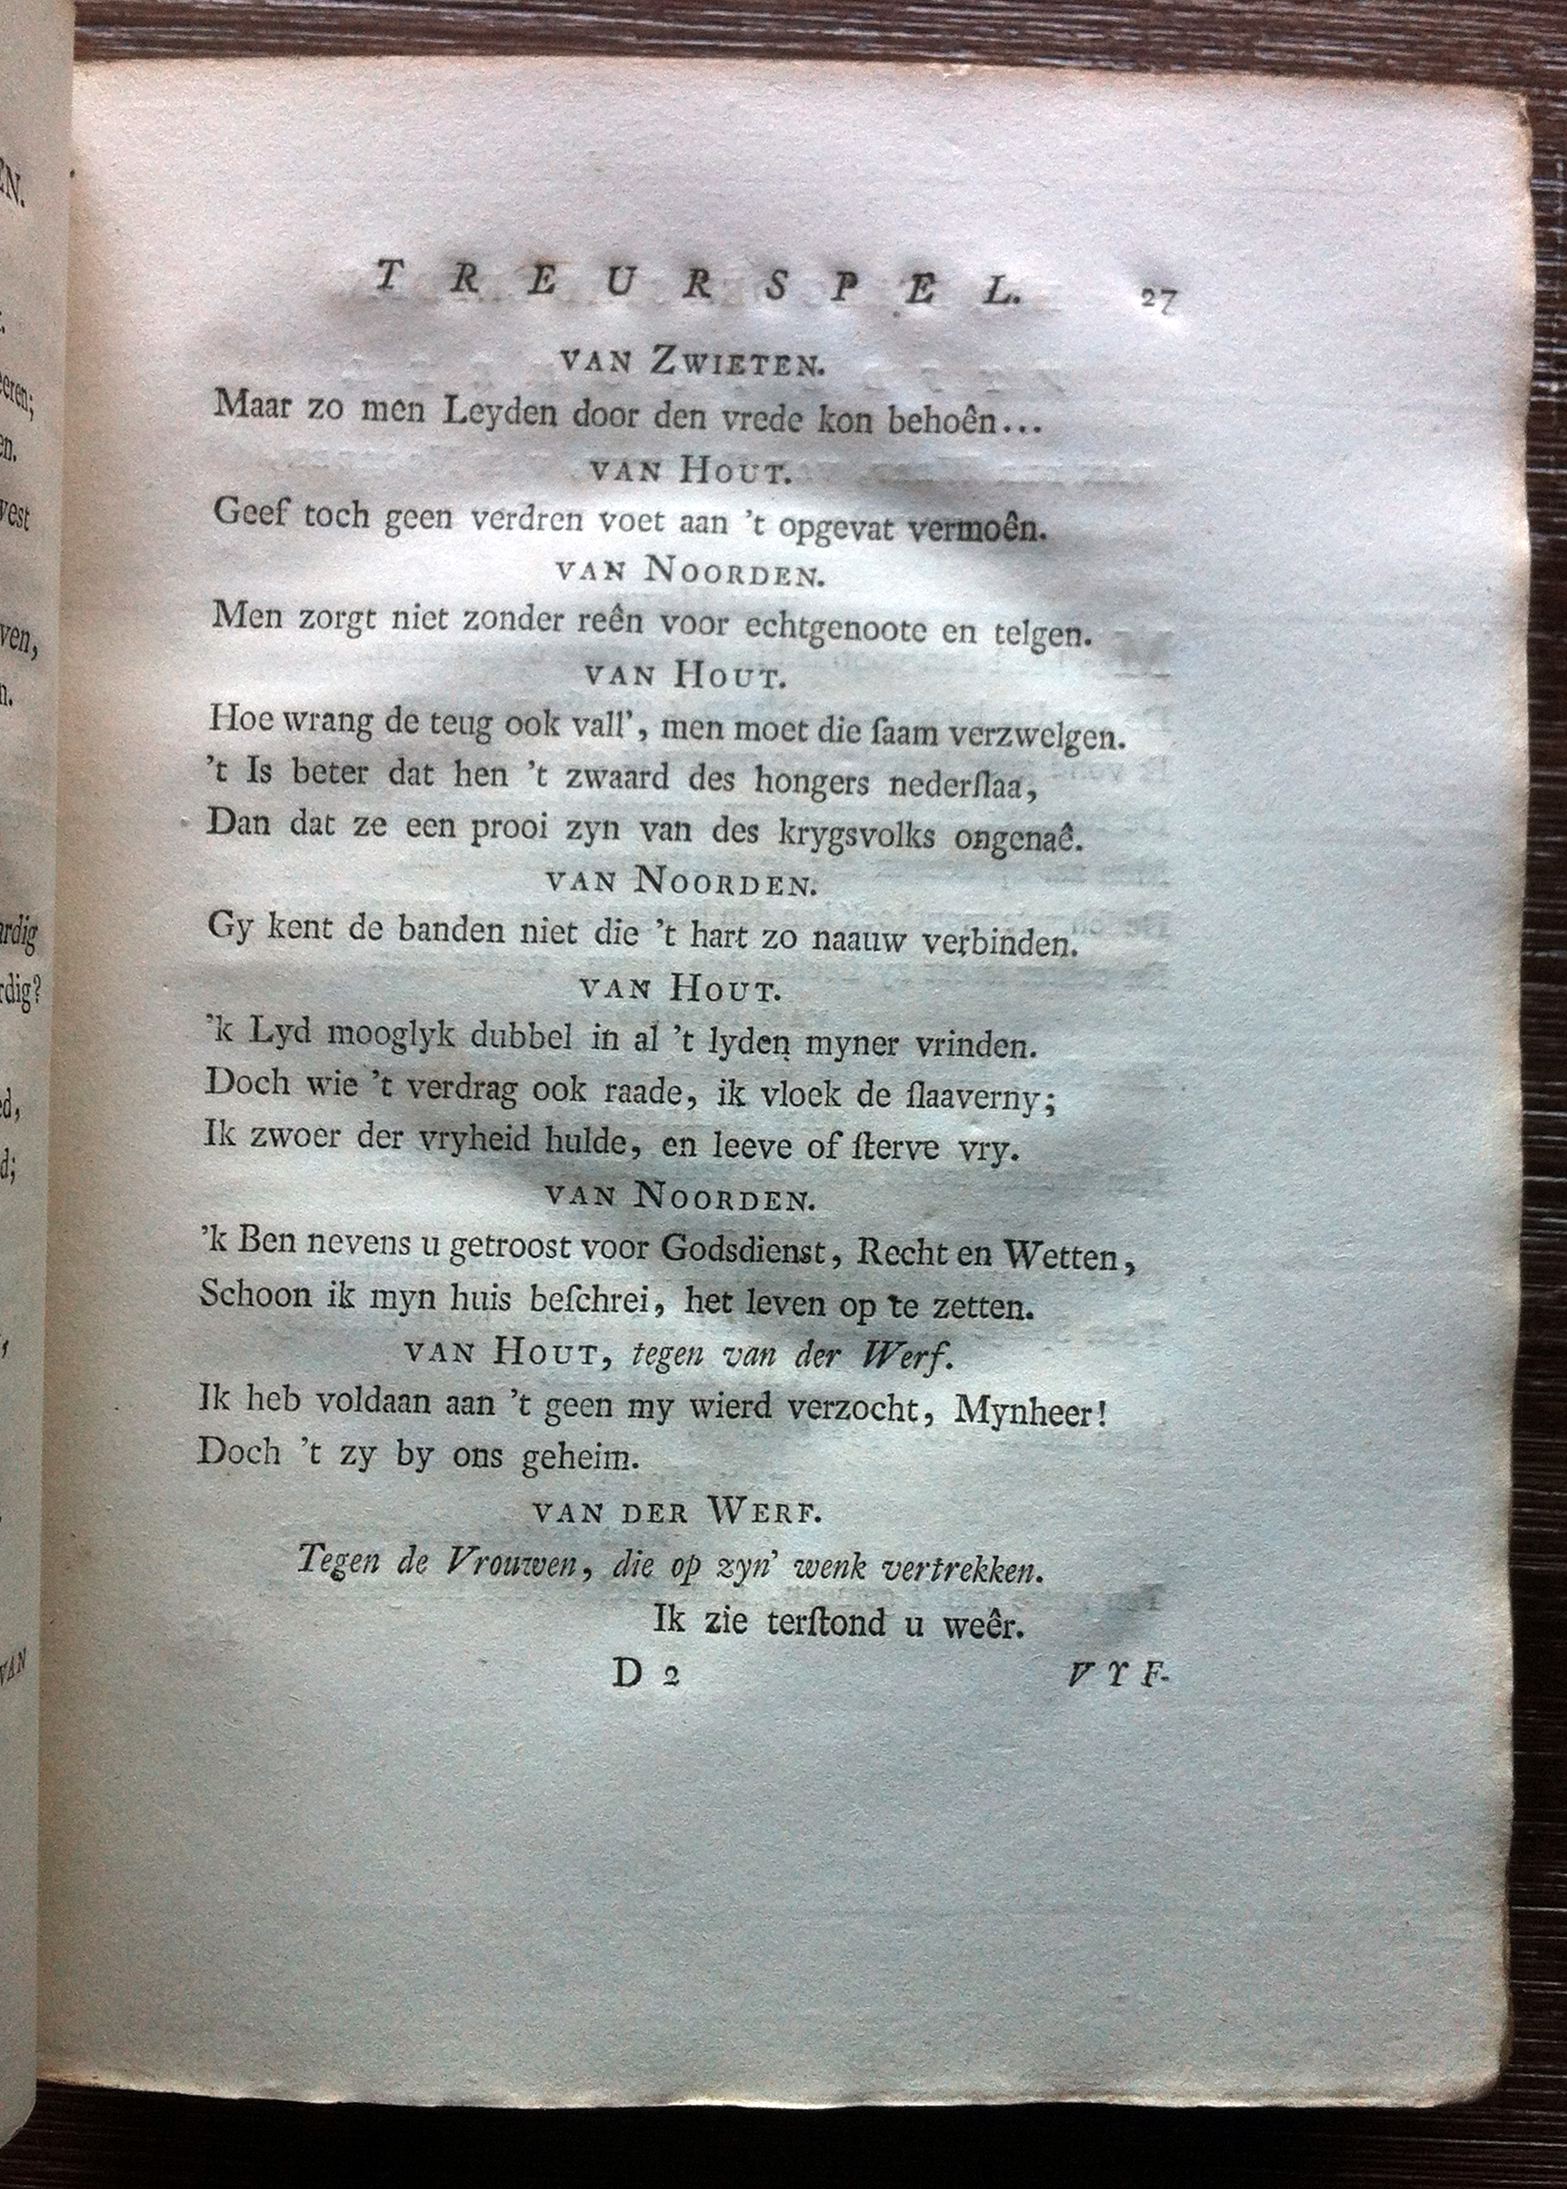 TREURSPEL. 27
VAN ZWIETEN.
Maar zo men Leyden door den vrede kon behoên...
VAN HOUT.
Geef toch geen verdren voet aan 't opgevat vermoên.
VAN NOORDEN.
Men zorgt niet zonder reên voor echtgenoote en telgen.
VAN HOUT.
Hoe wrang de teug ook vall', men moet die ſaam verzwelgen.
't Is beter dat hen 't zwaard des hongers nederſlaa,
Dan dat ze een prooi zyn van des krygsvolks ongenaê.
VAN NOORDEN.
Gy kent de banden niet die 't hart zo naauw verbinden.
VAN HOUT.
'k Lyd mooglyk dubbel in al 't lyden myner vrinden.
Doch wie 't verdrag ook raade, ik vloek de ſlaaverny;
Ik zwoer der vryheid hulde, en leeve of ſterve vry.
VAN NOORDEN.
'k Ben nevens u getroost voor Godsdienst, Recht en Wetten,
Schoon ik myn huis beſchrei, het leven op te zetten.
VAN HOUT, tegen van der Werf.
Ik heb voldaan aan 't geen my wierd verzocht, Mynheer!
Doch 't zy by ons geheim.
VAN DER WERF.
Tegen de Vrouwen, die op zyn' wenk vertrekken.
Ik zie terſtond u weêr.
D 2 VYF-